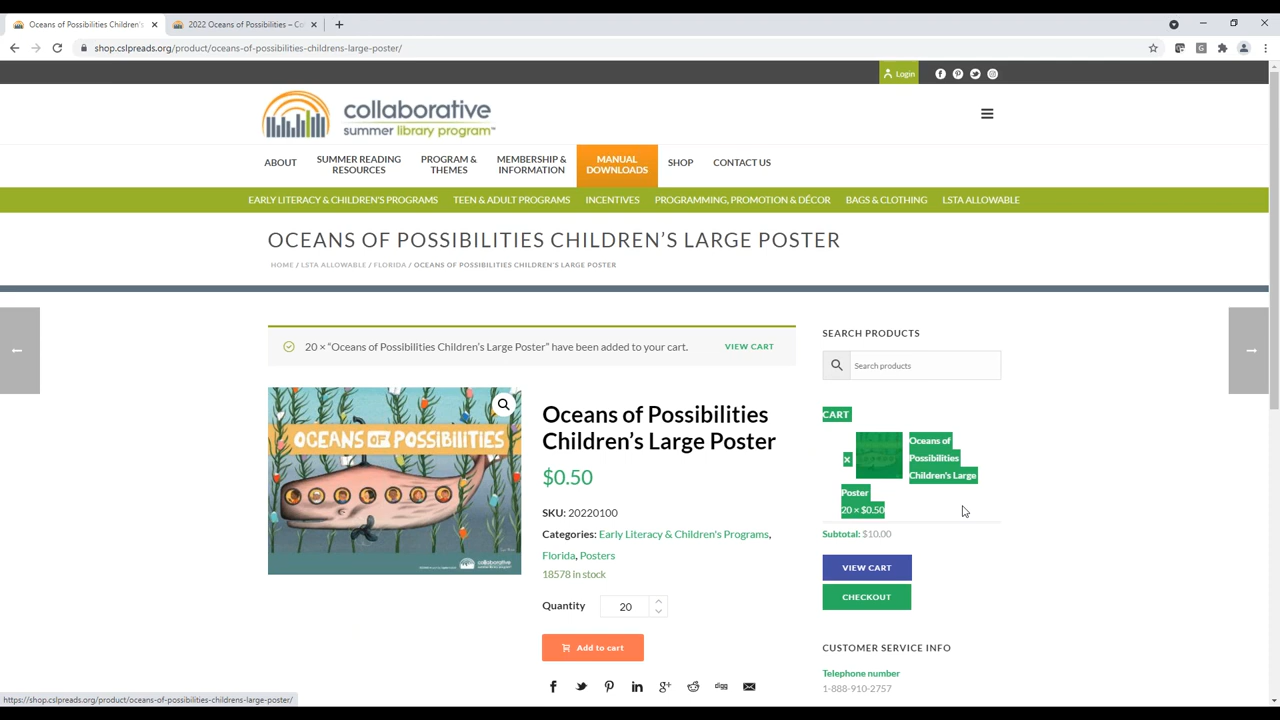 Oceans of Possibilities Children's
2022 Oceans of Possibilities – Co
shop.cslpreads.org/product/oceans-of-possibilities-childrens-large-poster/
Login
collaborative
summer library program™
ABOUT
SUMMER READING
RESOURCES
PROGRAM &
THEMES
MEMBERSHIP &
INFORMATION
MANUAL
DOWNLOADS
SHOP
CONTACT US
EARLY LITERACY & CHILDREN'S PROGRAMS
TEEN & ADULT PROGRAMS
INCENTIVES
PROGRAMMING, PROMOTION & DÉCOR
BAGS & CLOTHING
LSTA ALLOWABLE
OCEANS OF POSSIBILITIES CHILDREN'S LARGE POSTER
HOME / LSTA ALLOWABLE / FLORIDA / OCEANS OF POSSIBILITIES CHILDREN'S LARGE POSTER
20 × “Oceans of Possibilities Children's Large Poster” have been added to your cart.
VIEW CART
OCEANS OF POSSIBILITIES
collaborative
Oceans of Possibilities
Children's Large Poster
$0.50
SKU: 20220100
Categories: Early Literacy & Children's Programs,
Florida, Posters
18578 in stock
Quantity
20
Add to cart
SEARCH PRODUCTS
Search products
CART
×
Oceans of
Possibilities
Children's Large
Poster
20 × $0.50
Subtotal: $10.00
VIEW CART
CHECKOUT
CUSTOMER SERVICE INFO
Telephone number
1-888-910-2757
https://shop.cslpreads.org/product/oceans-of-possibilities-childrens-large-poster/